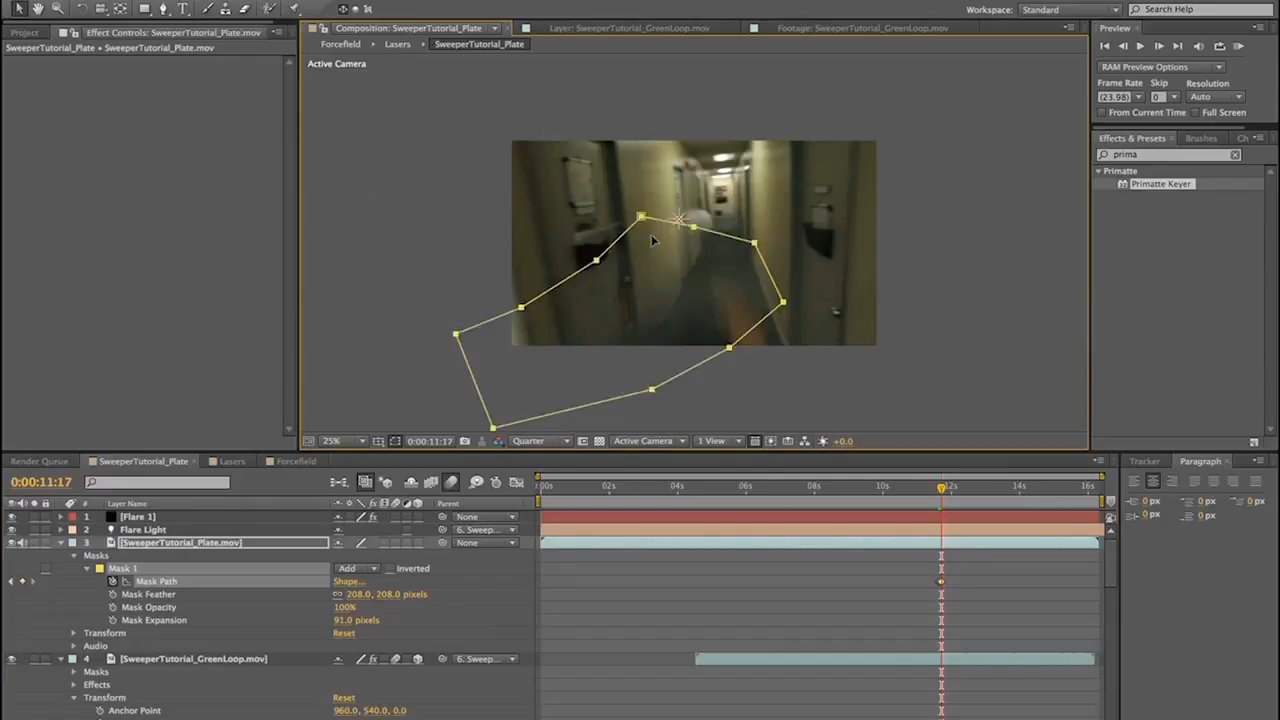 Workspace: Standard Search Help
Project Effect Controls: SweeperTutorial_Plate.mov
Composition: SweeperTutorial_Plate Layer: SweeperTutorial_GreenLoop.mov Footage: SweeperTutorial_GreenLoop.mov
Preview
SweeperTutorial_Plate • SweeperTutorial_Plate.mov
Forcefield Lasers SweeperTutorial_Plate
Active Camera
RAM Preview Options
Frame Rate Skip Resolution
(23.98) 0 Auto
From Current Time Full Screen
Effects & Presets Brushes Ch
prima
Primatte
Primatte Keyer
25% 0:00:11:17 Quarter Active Camera 1 View +0.0
Render Queue SweeperTutorial_Plate Lasers Forcefield
Tracker Paragraph
0:00:11:17
:00s 02s 04s 06s 08s 10s 12s 14s 16s
# Layer Name Parent
0 px 0 px 0 px
0 px 0 px
1 [Flare 1] None
2 Flare Light 6. Sweep...
3 [SweeperTutorial_Plate.mov] None
Masks
Mask 1 Add Inverted
Mask Path Shape...
Mask Feather 208.0, 208.0 pixels
Mask Opacity 100%
Mask Expansion 91.0 pixels
Transform Reset
Audio
4 [SweeperTutorial_GreenLoop.mov] 6. Sweep...
Masks
Effects
Transform Reset
Anchor Point 960.0, 540.0, 0.0